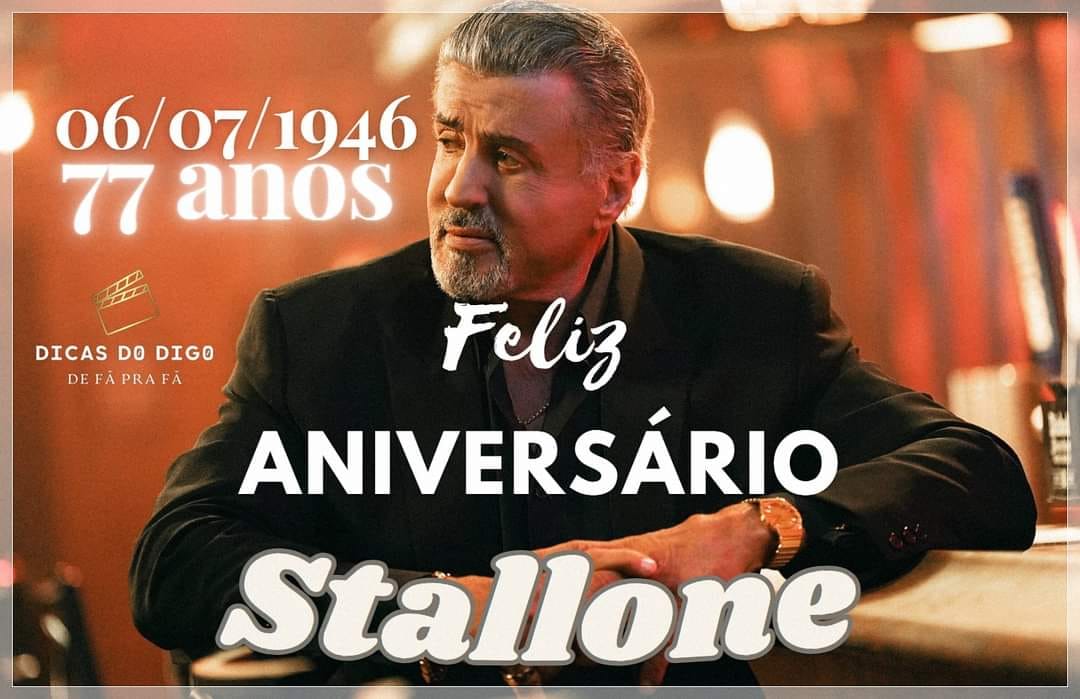 06/07/1946
77 anos
DICAS D0 DIG0
DE FÃ PRA FÃ
Feliz
ANIVERSÁRIO
Stallone